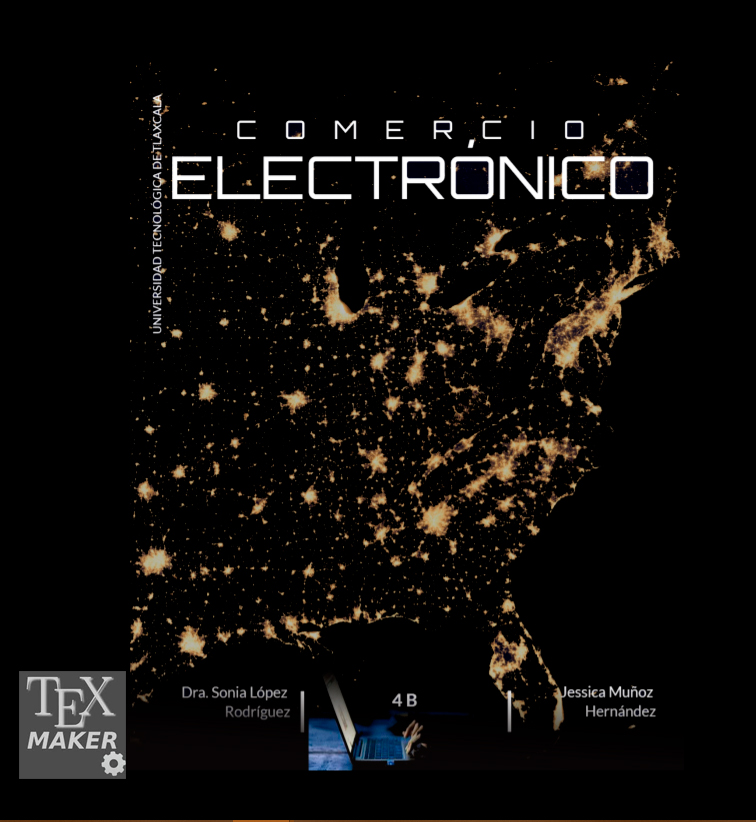 UNIVERSIDAD TECNOLÓGICA DE TLAXCALA
COMERCIO
ELECTRÓNICO
Dra. Sonia López
Rodríguez
4 B
Jessica Muñoz
Hernández
TEX
MAKER